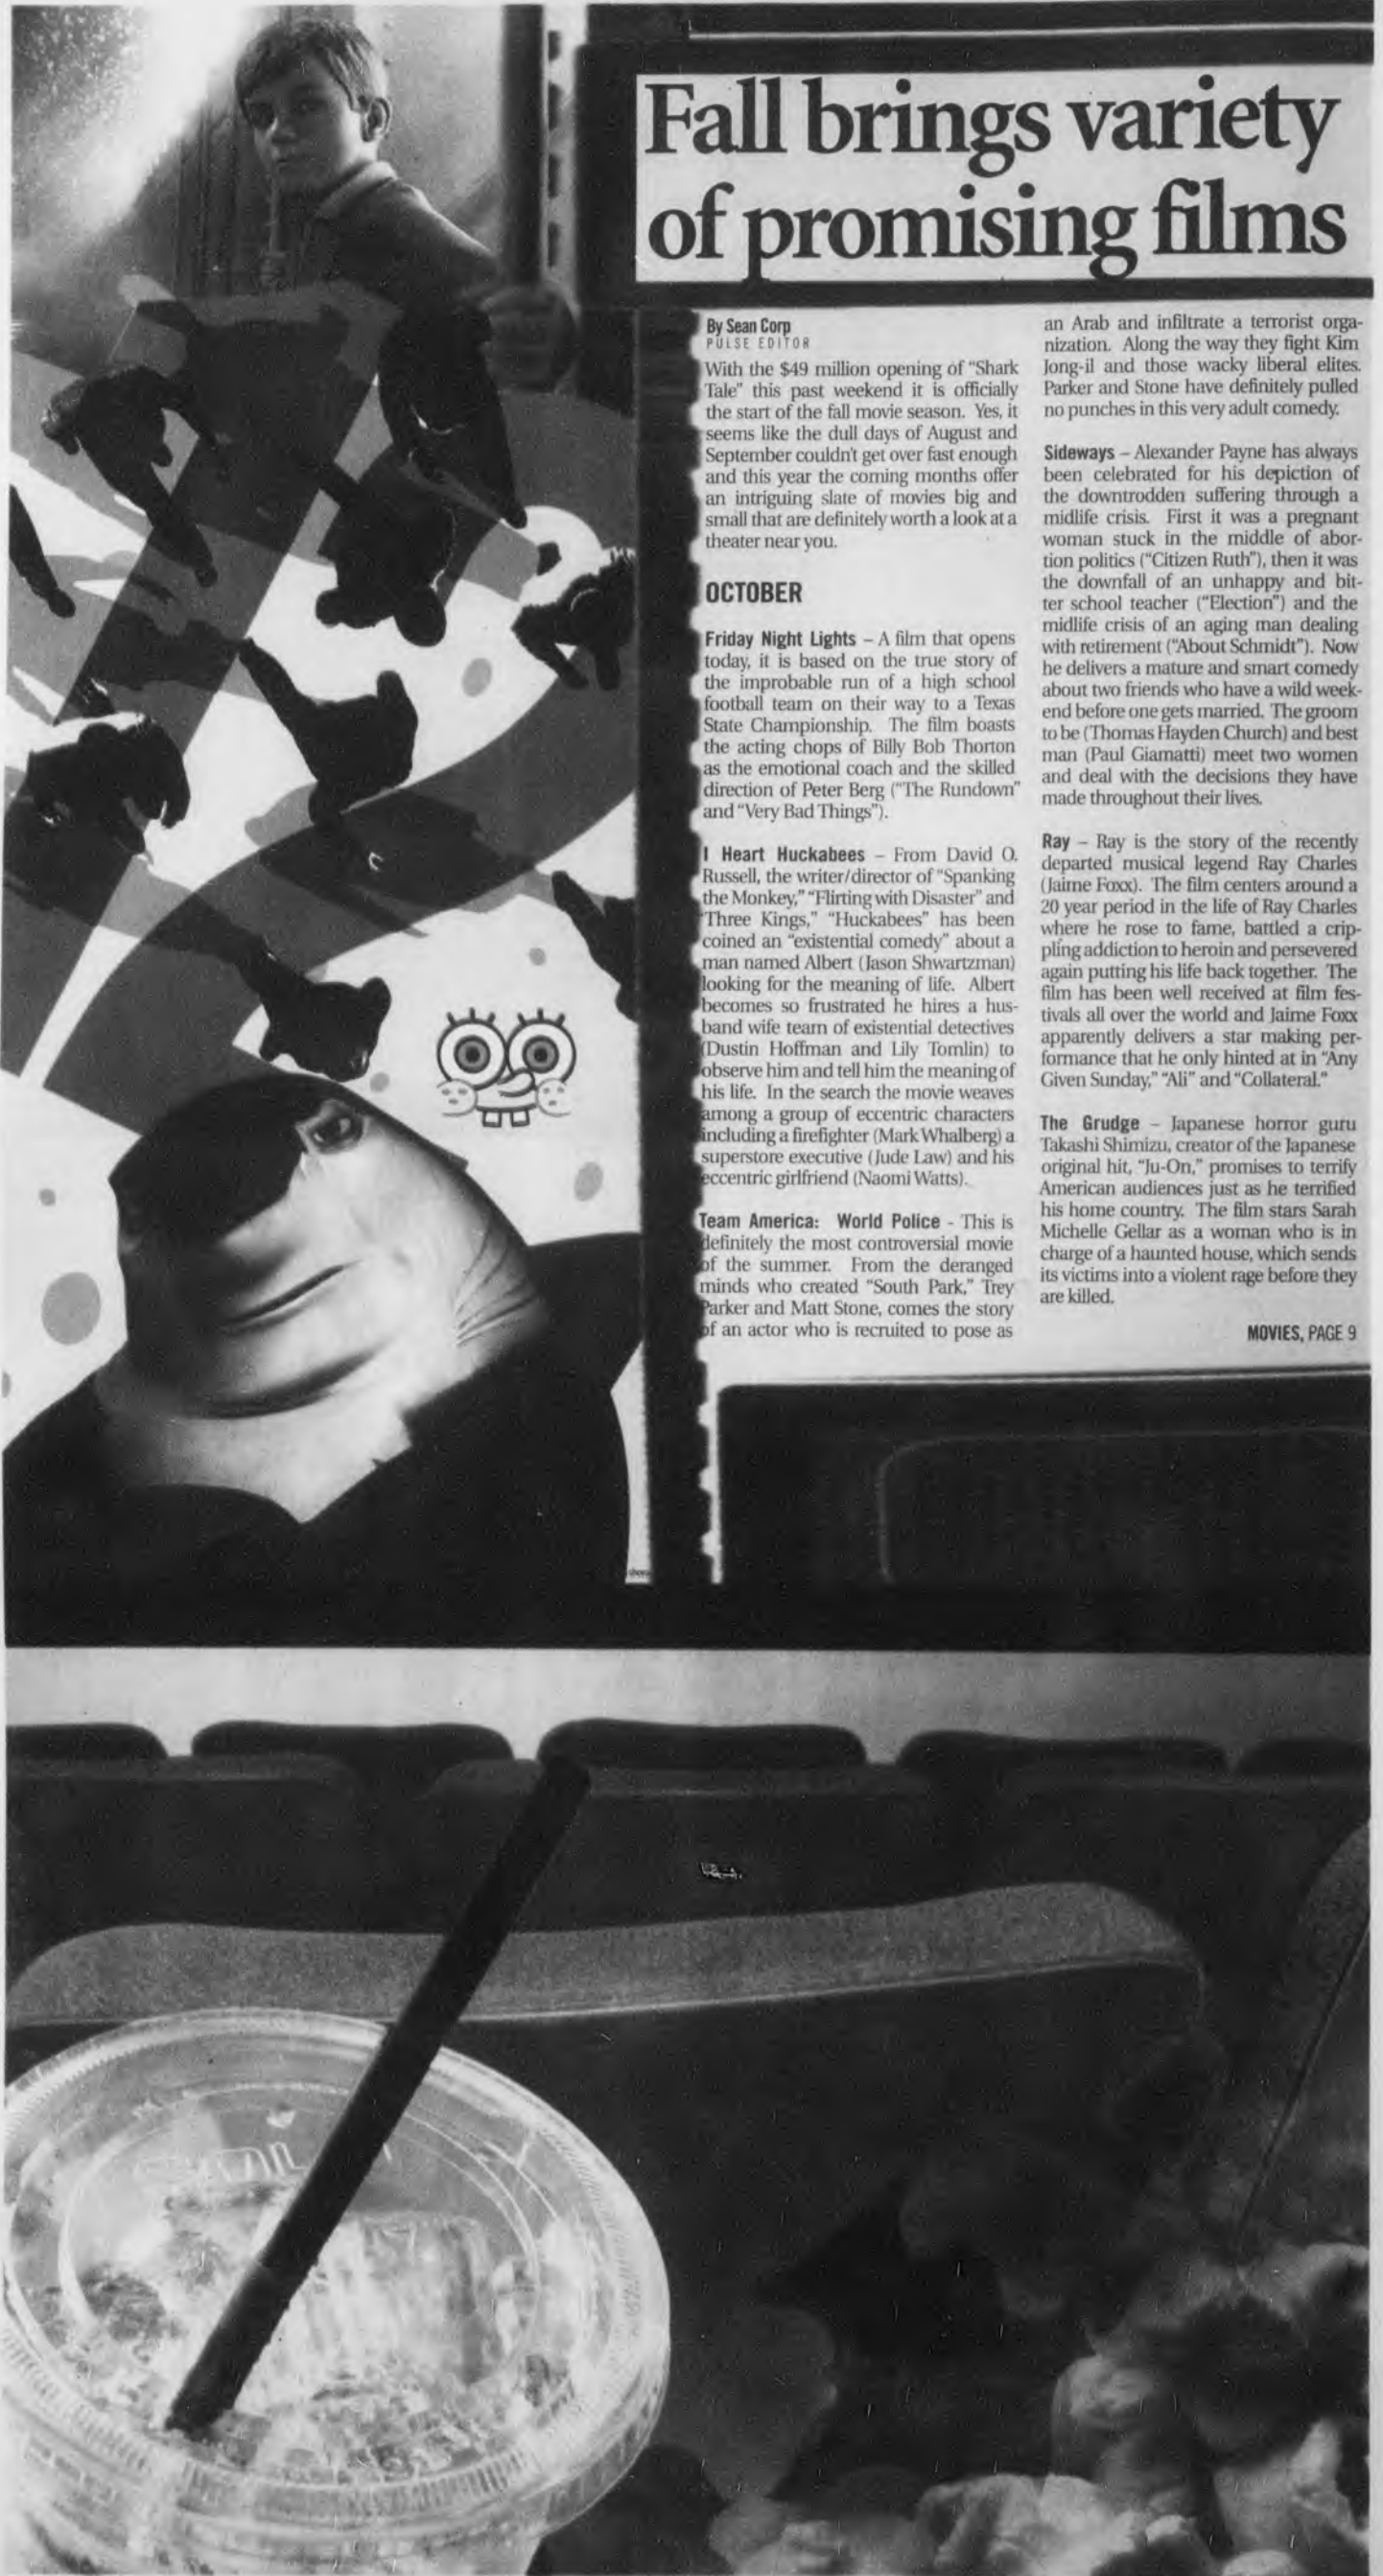 Fall brings variety
of promising films
By Sean Corp
PULSE EDITOR
With the $49 million opening of "Shark
Tale" this past weekend it is officially
the start of the fall movie season. Yes, it
seems like the dull days of August and
September couldn't get over fast enough
and this year the coming months offer
an intriguing slate of movies big and
small that are definitely worth a look at a
theater near you.
OCTOBER
Friday Night Lights – A film that opens
today, it is based on the true story of
the improbable run of a high school
football team on their way to a Texas
State Championship. The film boasts
the acting chops of Billy Bob Thorton
as the emotional coach and the skilled
direction of Peter Berg ("The Rundown"
and "Very Bad Things").
I Heart Huckabees – From David O.
Russell, the writer/director of "Spanking
the Monkey," "Flirting with Disaster" and
"Three Kings," "Huckabees" has been
coined an "existential comedy" about a
man named Albert (Jason Shwartzman)
looking for the meaning of life. Albert
becomes so frustrated he hires a hus-
band wife team of existential detectives
(Dustin Hoffman and Lily Tomlin) to
observe him and tell him the meaning of
his life. In the search the movie weaves
among a group of eccentric characters
including a firefighter (Mark Whalberg) a
superstore executive (Jude Law) and his
eccentric girlfriend (Naomi Watts).
Team America: World Police - This is
definitely the most controversial movie
of the summer. From the deranged
minds who created "South Park," Trey
Parker and Matt Stone, comes the story
of an actor who is recruited to pose as
an Arab and infiltrate a terrorist orga-
nization. Along the way they fight Kim
Jong-il and those wacky liberal elites.
Parker and Stone have definitely pulled
no punches in this very adult comedy.
Sideways – Alexander Payne has always
been celebrated for his depiction of
the downtrodden suffering through a
midlife crisis. First it was a pregnant
woman stuck in the middle of abor-
tion politics ("Citizen Ruth"), then it was
the downfall of an unhappy and bit-
ter school teacher ("Election") and the
midlife crisis of an aging man dealing
with retirement ("About Schmidt"). Now
he delivers a mature and smart comedy
about two friends who have a wild week-
end before one gets married. The groom
to be (Thomas Hayden Church) and best
man (Paul Giamatti) meet two women
and deal with the decisions they have
made throughout their lives.
Ray – Ray is the story of the recently
departed musical legend Ray Charles
(Jaime Foxx). The film centers around a
20 year period in the life of Ray Charles
where he rose to fame, battled a crip-
pling addiction to heroin and persevered
again putting his life back together. The
film has been well received at film fes-
tivals all over the world and Jaime Foxx
apparently delivers a star making per-
formance that he only hinted at in "Any
Given Sunday," "Ali" and "Collateral."
The Grudge – Japanese horror guru
Takashi Shimizu, creator of the Japanese
original hit, "Ju-On," promises to terrify
American audiences just as he terrified
his home country. The film stars Sarah
Michelle Gellar as a woman who is in
charge of a haunted house, which sends
its victims into a violent rage before they
are killed.
MOVIES, PAGE 9